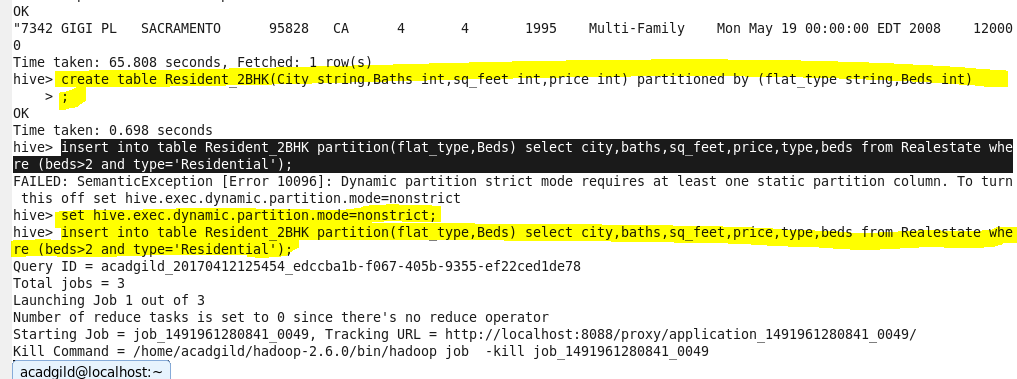 OK
"7342 GIGI PL   SACRAMENTO      95828   CA      4       4       1995    Multi-Family    Mon May 19 00:00:00 EDT 2008    12000
0
Time taken: 65.808 seconds, Fetched: 1 row(s)
hive> create table Resident_2BHK(City string,Baths int,sq_feet int,price int) partitioned by (flat_type string,Beds int)
    > ;
OK
Time taken: 0.698 seconds
hive> insert into table Resident_2BHK partition(flat_type,Beds) select city,baths,sq_feet,price,type,beds from Realestate whe
re (beds>2 and type='Residential');
FAILED: SemanticException [Error 10096]: Dynamic partition strict mode requires at least one static partition column. To turn
 this off set hive.exec.dynamic.partition.mode=nonstrict
hive> set hive.exec.dynamic.partition.mode=nonstrict;
hive> insert into table Resident_2BHK partition(flat_type,Beds) select city,baths,sq_feet,price,type,beds from Realestate whe
re (beds>2 and type='Residential');
Query ID = acadgild_20170412125454_edccba1b-f067-405b-9355-ef22ced1de78
Total jobs = 3
Launching Job 1 out of 3
Number of reduce tasks is set to 0 since there's no reduce operator
Starting Job = job_1491961280841_0049, Tracking URL = http://localhost:8088/proxy/application_1491961280841_0049/
Kill Command = /home/acadgild/hadoop-2.6.0/bin/hadoop job  -kill job_1491961280841_0049
acadgild@localhost:~